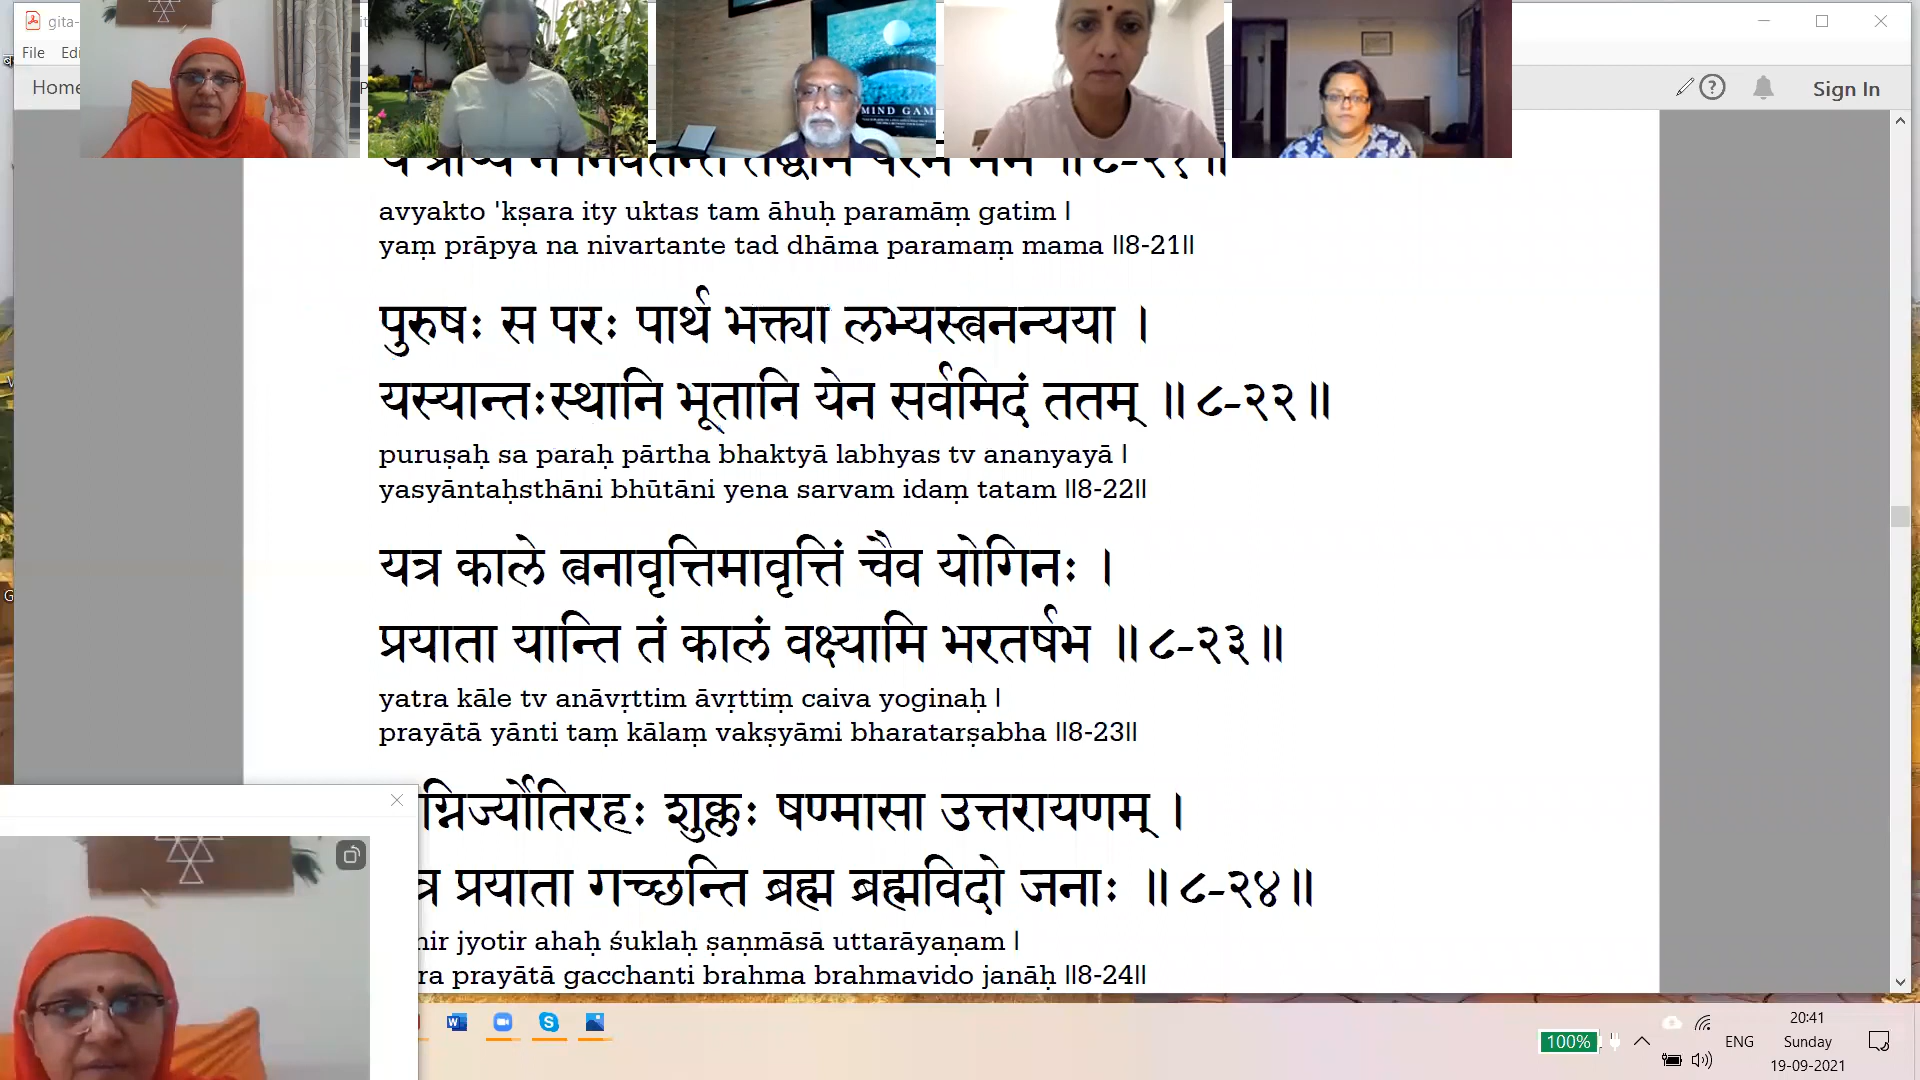 gita-
File Edi
Home
MIND GAM
Sign In
avyakto 'kṣara ity uktas tam āhuḥ paramāṃ gatim |
yaṃ prāpya na nivartante tad dhāma paramaṃ mama ||8-21||
पुरुषः स परः पार्थ भक्त्या लभ्यस्त्वनन्यया ।
यस्यान्तःस्थानि भूतानि येन सर्वमिदं ततम् ॥८-२२॥
puruṣaḥ sa paraḥ pārtha bhaktyā labhyas tv ananyayā |
yasyāntaḥsthāni bhūtāni yena sarvam idaṃ tatam ||8-22||
यत्र काले त्वनावृत्तिमावृत्तिं चैव योगिनः ।
प्रयाता यान्ति तं कालं वक्ष्यामि भरतर्षभ ॥८-२३॥
yatra kāle tv anāvṛttim āvṛttiṃ caiva yoginaḥ |
prayātā yānti taṃ kālaṃ vakṣyāmi bharatarṣabha ||8-23||
ग्निर्ज्योतिरहः शुक्लः षण्मासा उत्तरायणम् ।
त्र प्रयाता गच्छन्ति ब्रह्म ब्रह्मविदो जनाः ॥८-२४॥
nir jyotir ahaḥ śuklaḥ ṣaṇmāsā uttarāyaṇam |
ra prayātā gacchanti brahma brahmavido janāḥ ||8-24||
100%
ENG
20:41
Sunday
19-09-2021